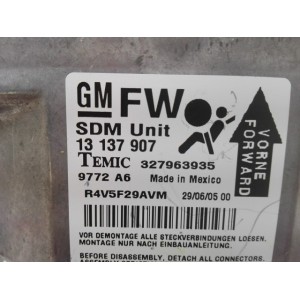 GM FW
SDM Unit
13 137 907
TEMIC 327963935
9772 A6 Made in Mexico
R4V5F29AVM 29/06/05 00
VORNE
FORWARD
VOR DEMONTAGE ALLE STECKVERBINDUNGEN LOESEN.
MONTAGE NUR NACH EINBAUANLEITUNG.
BEFORE DISASSEMBLY, DETACH ALL CONNECTORS.